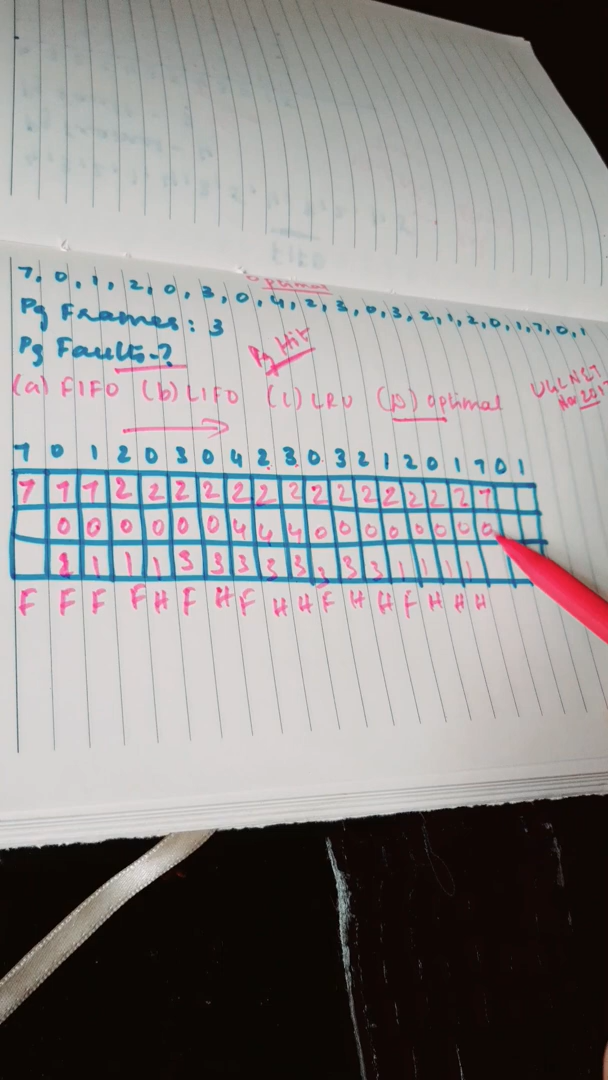 optimal
7, 0, 1, 2, 0, 3, 0, 4, 2, 3, 0, 3, 2, 1, 2, 0, 1, 7, 0, 1
Pg Frames: 3
Pg Faults-? Pg Hit
(a) FIFO (b) LIFO (c) LRU (D) optimal UGC NET
Nov 2017
7 0 1 2 0 3 0 4 2 3 0 3 2 1 2 0 1 7 0 1
7 7 7 2 2 2 2 2 2 2 2 2 2 2 2 2 2 7
0 0 0 0 0 0 4 4 4 0 0 0 0 0 0 0 0
1 1 1 3 3 3 3 3 3 3 3 1 1 1 1
F F F F H F H F H H F H H F H H H